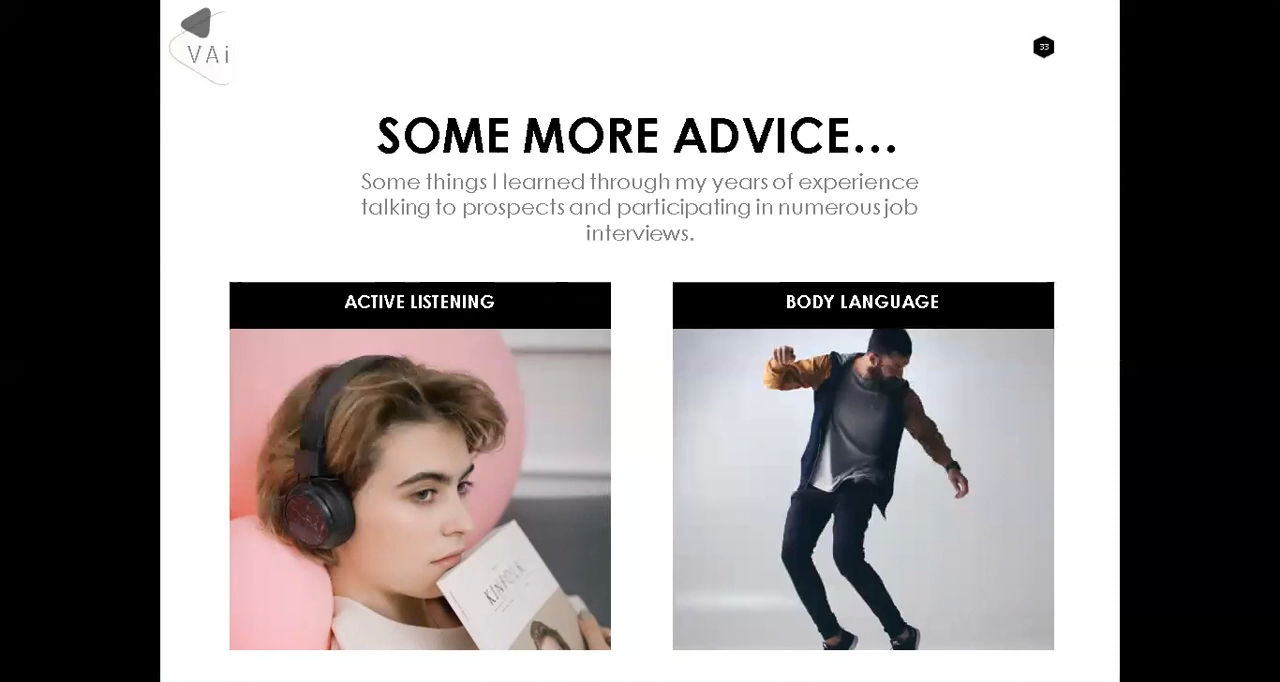 VAi
33
SOME MORE ADVICE...
Some things I learned through my years of experience
talking to prospects and participating in numerous job
interviews.
ACTIVE LISTENING
BODY LANGUAGE
KINFOLK